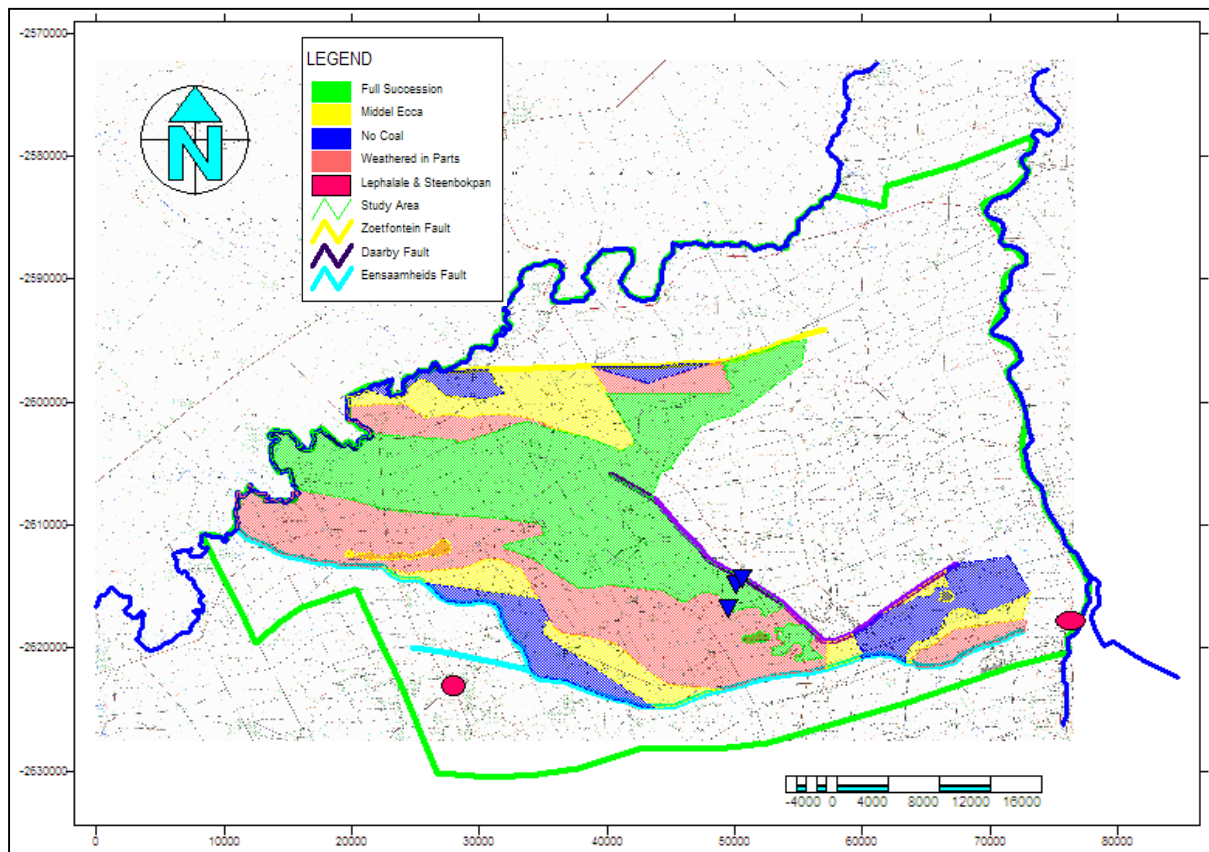 -2570000
LEGEND
Full Succession
Middel Ecca
No Coal
Weathered in Parts
Lephalale & Steenbokpan
Study Area
Zoetfontein Fault
Daarby Fault
Eensaamheids Fault
N
-2580000
-2590000
-2600000
-2610000
-2620000
-2630000
-4000 0 4000 8000 12000 16000
0 10000 20000 30000 40000 50000 60000 70000 80000